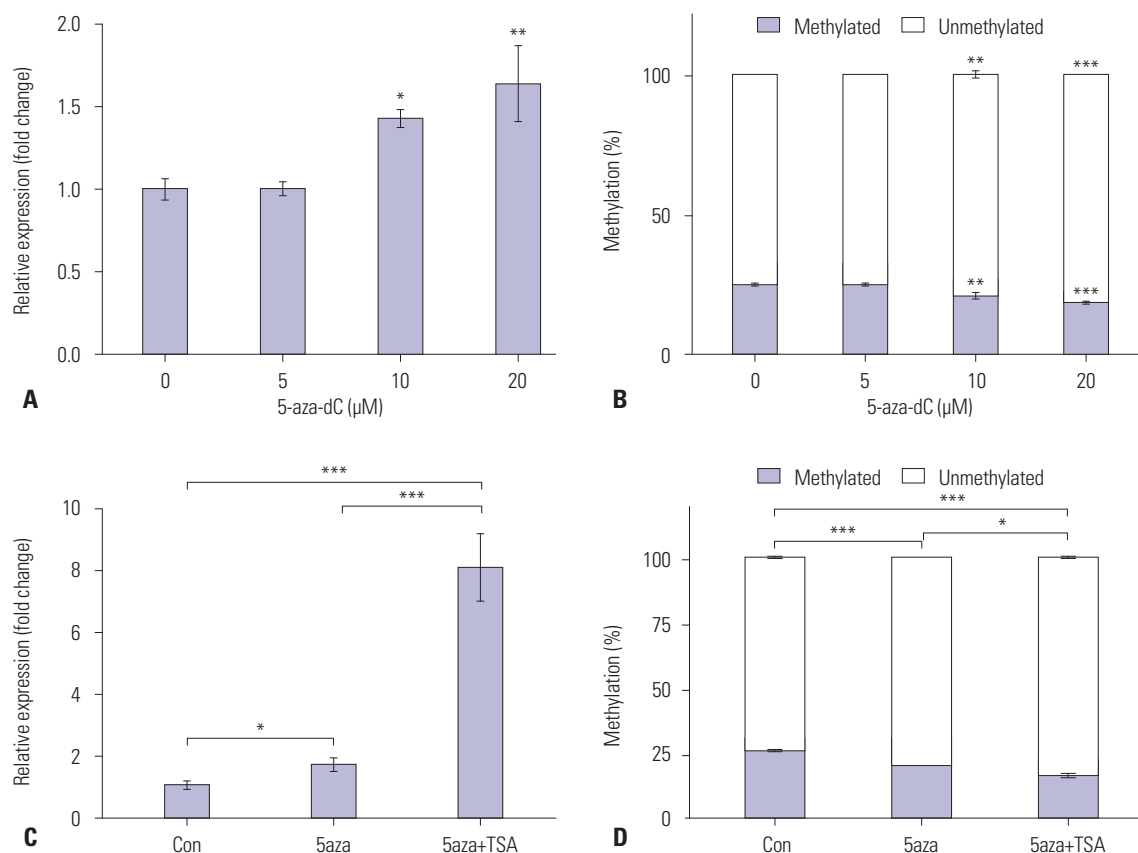 2.0
1.5
1.0
0.5
0.0
Relative expression (fold change)
*
**
0 5 10 20
5-aza-dC (µM)
A
Methylated Unmethylated
100
50
0
Methylation (%)
** ***
** ***
0 5 10 20
5-aza-dC (µM)
B
10
8
6
4
2
0
Relative expression (fold change)
***
***
*
Con 5aza 5aza+TSA
C
Methylated Unmethylated
100
75
50
25
0
Methylation (%)
***
***
*
Con 5aza 5aza+TSA
D